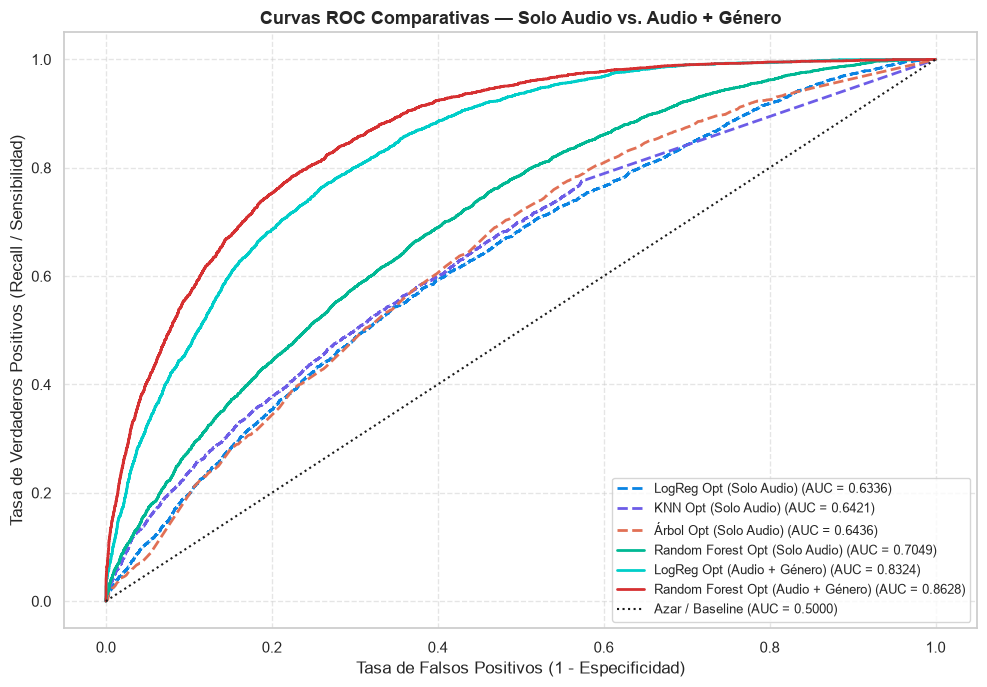 Curvas ROC Comparativas — Solo Audio vs. Audio + Género
Tasa de Verdaderos Positivos (Recall / Sensibilidad)
1.0
0.8
0.6
0.4
0.2
0.0
LogReg Opt (Solo Audio) (AUC = 0.6336)
KNN Opt (Solo Audio) (AUC = 0.6421)
Árbol Opt (Solo Audio) (AUC = 0.6436)
Random Forest Opt (Solo Audio) (AUC = 0.7049)
LogReg Opt (Audio + Género) (AUC = 0.8324)
Random Forest Opt (Audio + Género) (AUC = 0.8628)
Azar / Baseline (AUC = 0.5000)
0.0 0.2 0.4 0.6 0.8 1.0
Tasa de Falsos Positivos (1 - Especificidad)